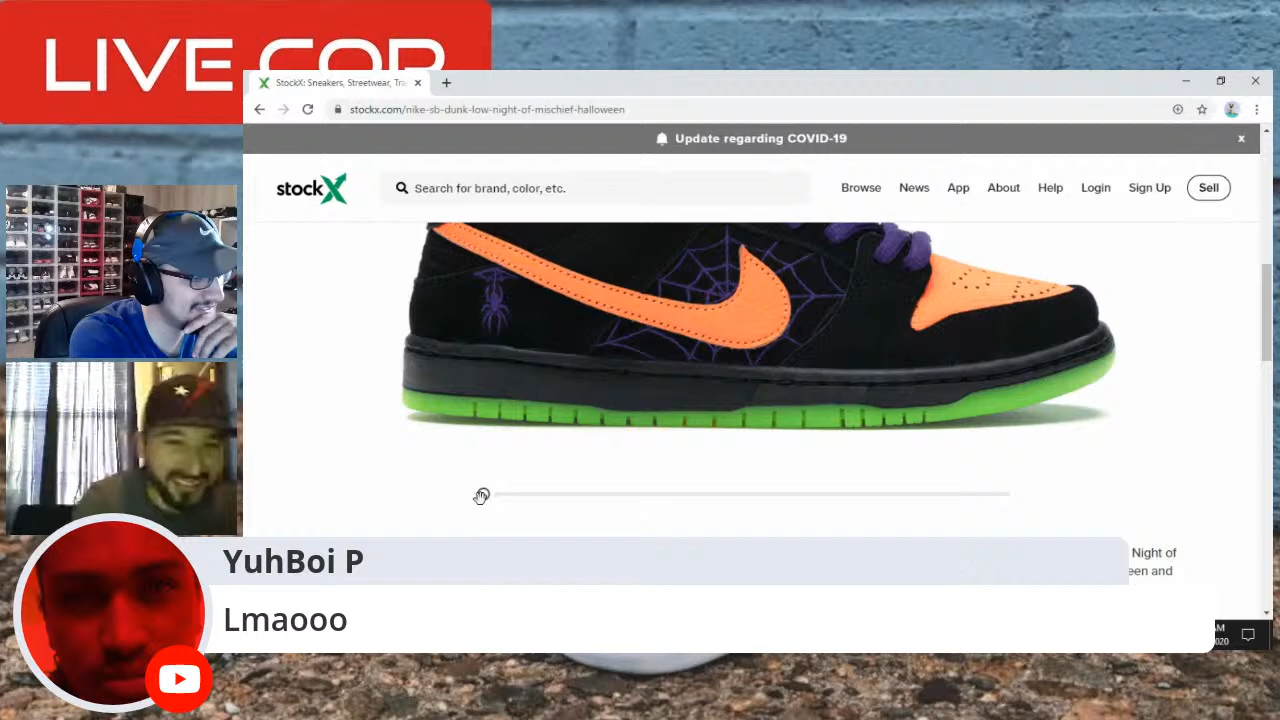 LIVE COP
StockX: Sneakers, Streetwear, Tra
stockx.com/nike-sb-dunk-low-night-of-mischief-halloween
Update regarding COVID-19
x
stockX
Search for brand, color, etc.
Browse News App About Help Login Sign Up Sell
Night of
een and
YuhBoi P
Lmaooo
AM
020